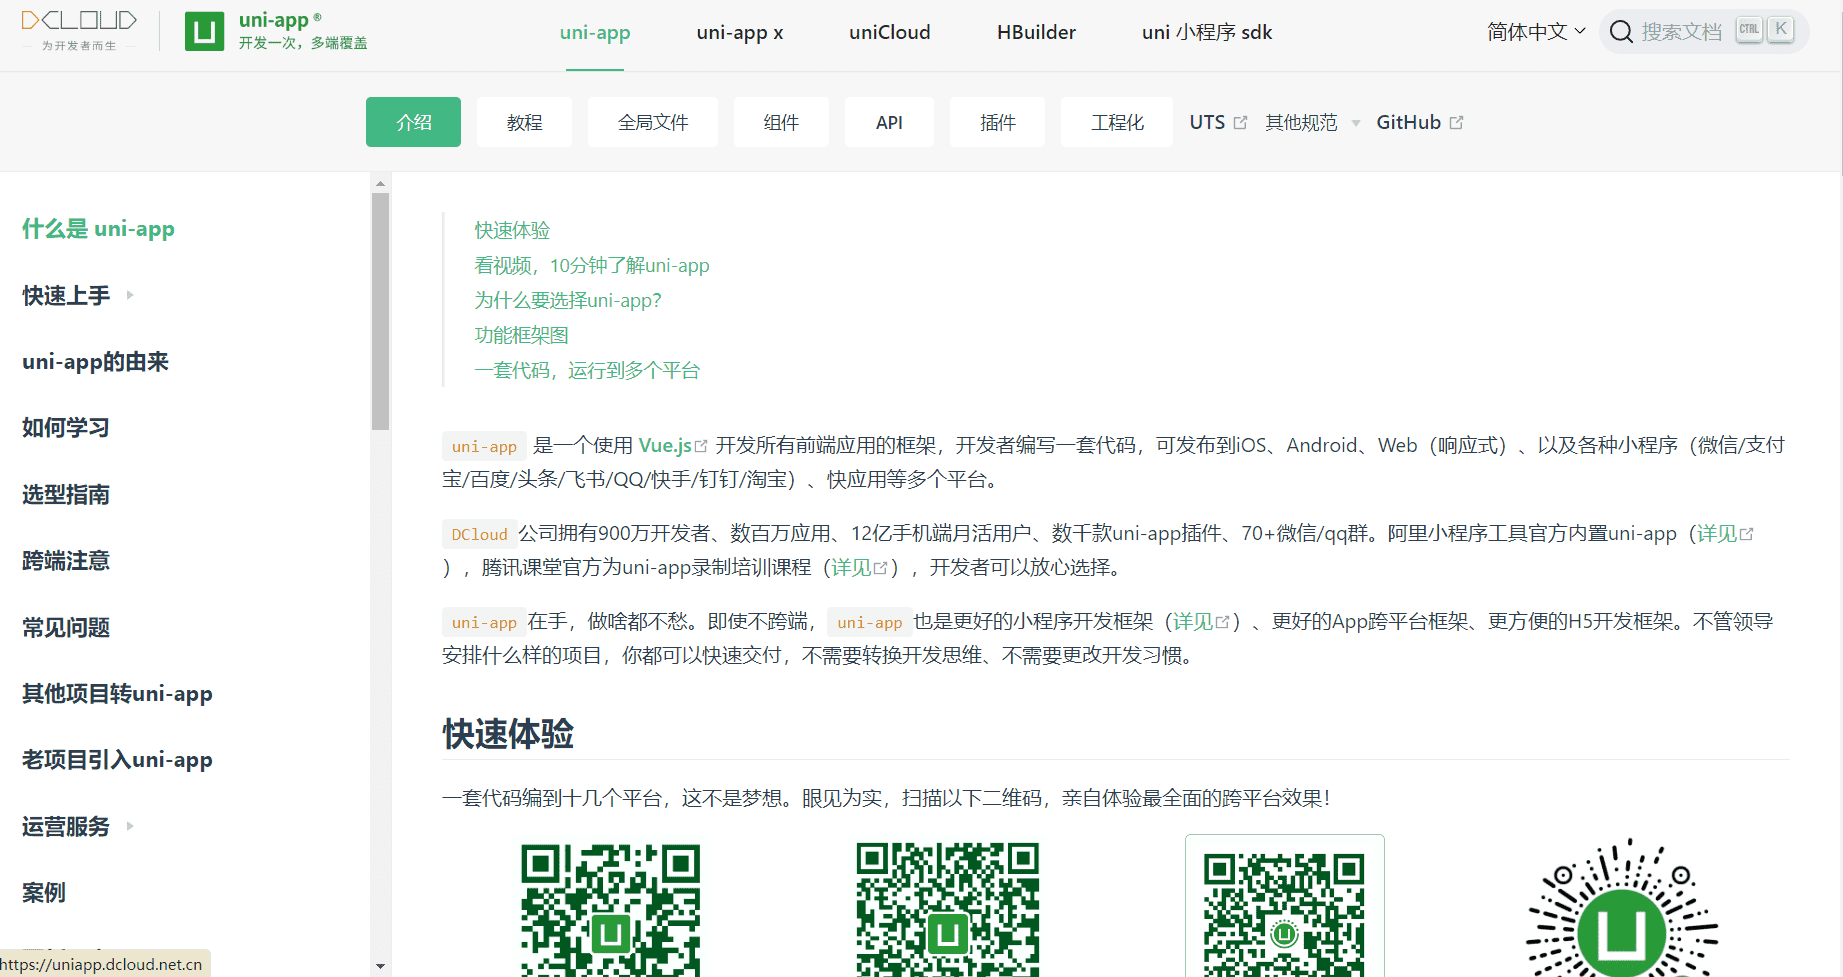 DCLOUD
为开发者而生
uni-app®
开发一次，多端覆盖
uni-app
uni-app x
uniCloud
HBuilder
uni 小程序 sdk
简体中文
搜索文档
CTRL
K
介绍
教程
全局文件
组件
API
插件
工程化
UTS
其他规范
GitHub
什么是 uni-app
快速上手
uni-app的由来
如何学习
选型指南
跨端注意
常见问题
其他项目转uni-app
老项目引入uni-app
运营服务
案例
https://uniapp.dcloud.net.cn
快速体验
看视频，10分钟了解uni-app
为什么要选择uni-app？
功能框架图
一套代码，运行到多个平台
uni-app 是一个使用 Vue.js 开发所有前端应用的框架，开发者编写一套代码，可发布到iOS、Android、Web（响应式）、以及各种小程序（微信/支付
宝/百度/头条/飞书/QQ/快手/钉钉/淘宝）、快应用等多个平台。
DCloud 公司拥有900万开发者、数百万应用、12亿手机端月活用户、数千款uni-app插件、70+微信/qq群。阿里小程序工具官方内置uni-app（详见
），腾讯课堂官方为uni-app录制培训课程（详见），开发者可以放心选择。
uni-app 在手，做啥都不愁。即使不跨端，uni-app 也是更好的小程序开发框架（详见）、更好的App跨平台框架、更方便的H5开发框架。不管领导
安排什么样的项目，你都可以快速交付，不需要转换开发思维、不需要更改开发习惯。
快速体验
一套代码编到十几个平台，这不是梦想。眼见为实，扫描以下二维码，亲自体验最全面的跨平台效果！